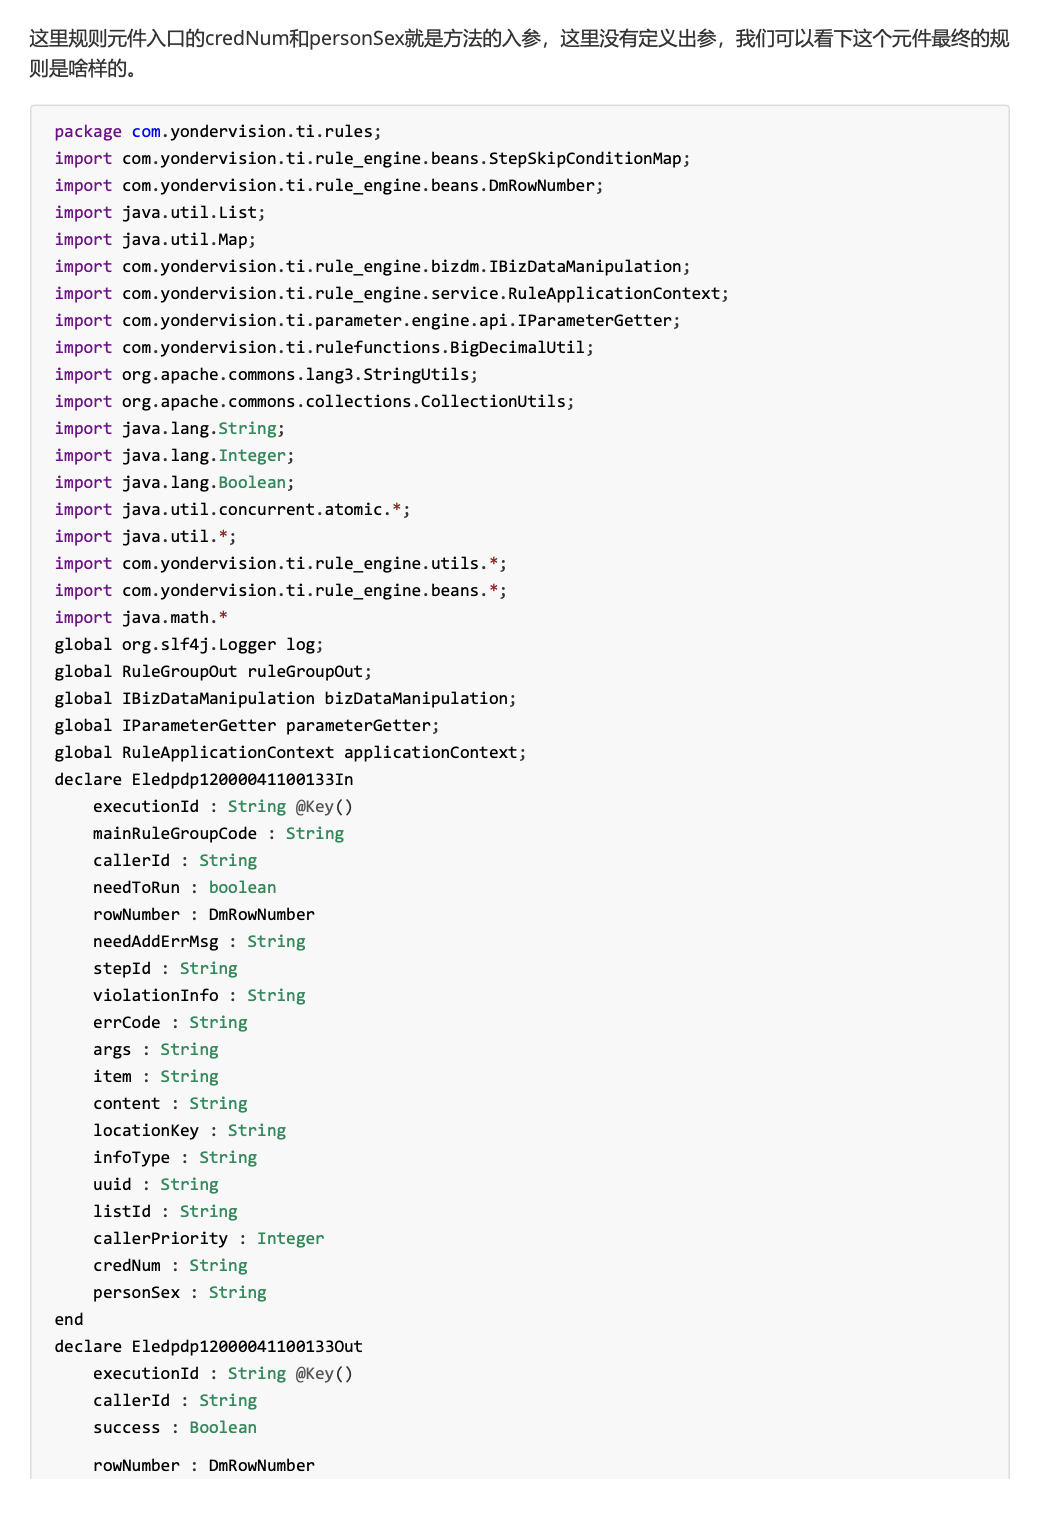 这里规则元件入口的credNum和personSex就是方法的入参，这里没有定义出参，我们可以看下这个元件最终的规
则是啥样的。
package com.yondervision.ti.rules;
import com.yondervision.ti.rule_engine.beans.StepSkipConditionMap;
import com.yondervision.ti.rule_engine.beans.DmRowNumber;
import java.util.List;
import java.util.Map;
import com.yondervision.ti.rule_engine.bizdm.IBizDataManipulation;
import com.yondervision.ti.rule_engine.service.RuleApplicationContext;
import com.yondervision.ti.parameter.engine.api.IParameterGetter;
import com.yondervision.ti.rulefunctions.BigDecimalUtil;
import org.apache.commons.lang3.StringUtils;
import org.apache.commons.collections.CollectionUtils;
import java.lang.String;
import java.lang.Integer;
import java.lang.Boolean;
import java.util.concurrent.atomic.*;
import java.util.*;
import com.yondervision.ti.rule_engine.utils.*;
import com.yondervision.ti.rule_engine.beans.*;
import java.math.*
global org.slf4j.Logger log;
global RuleGroupOut ruleGroupOut;
global IBizDataManipulation bizDataManipulation;
global IParameterGetter parameterGetter;
global RuleApplicationContext applicationContext;
declare Eledpdp12000041100133In
    executionId : String @Key()
    mainRuleGroupCode : String
    callerId : String
    needToRun : boolean
    rowNumber : DmRowNumber
    needAddErrMsg : String
    stepId : String
    violationInfo : String
    errCode : String
    args : String
    item : String
    content : String
    locationKey : String
    infoType : String
    uuid : String
    listId : String
    callerPriority : Integer
    credNum : String
    personSex : String
end
declare Eledpdp12000041100133Out
    executionId : String @Key()
    callerId : String
    success : Boolean
    rowNumber : DmRowNumber